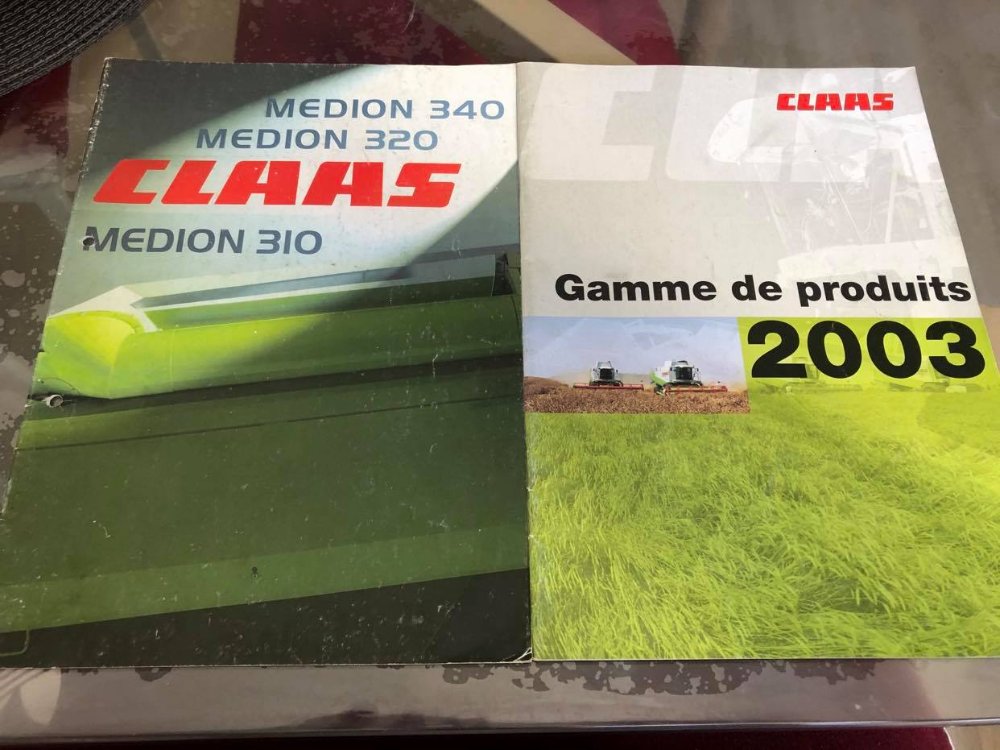 MEDION 340
MEDION 320
CLAAS
MEDION 310
CLAAS
Gamme de produits
2003